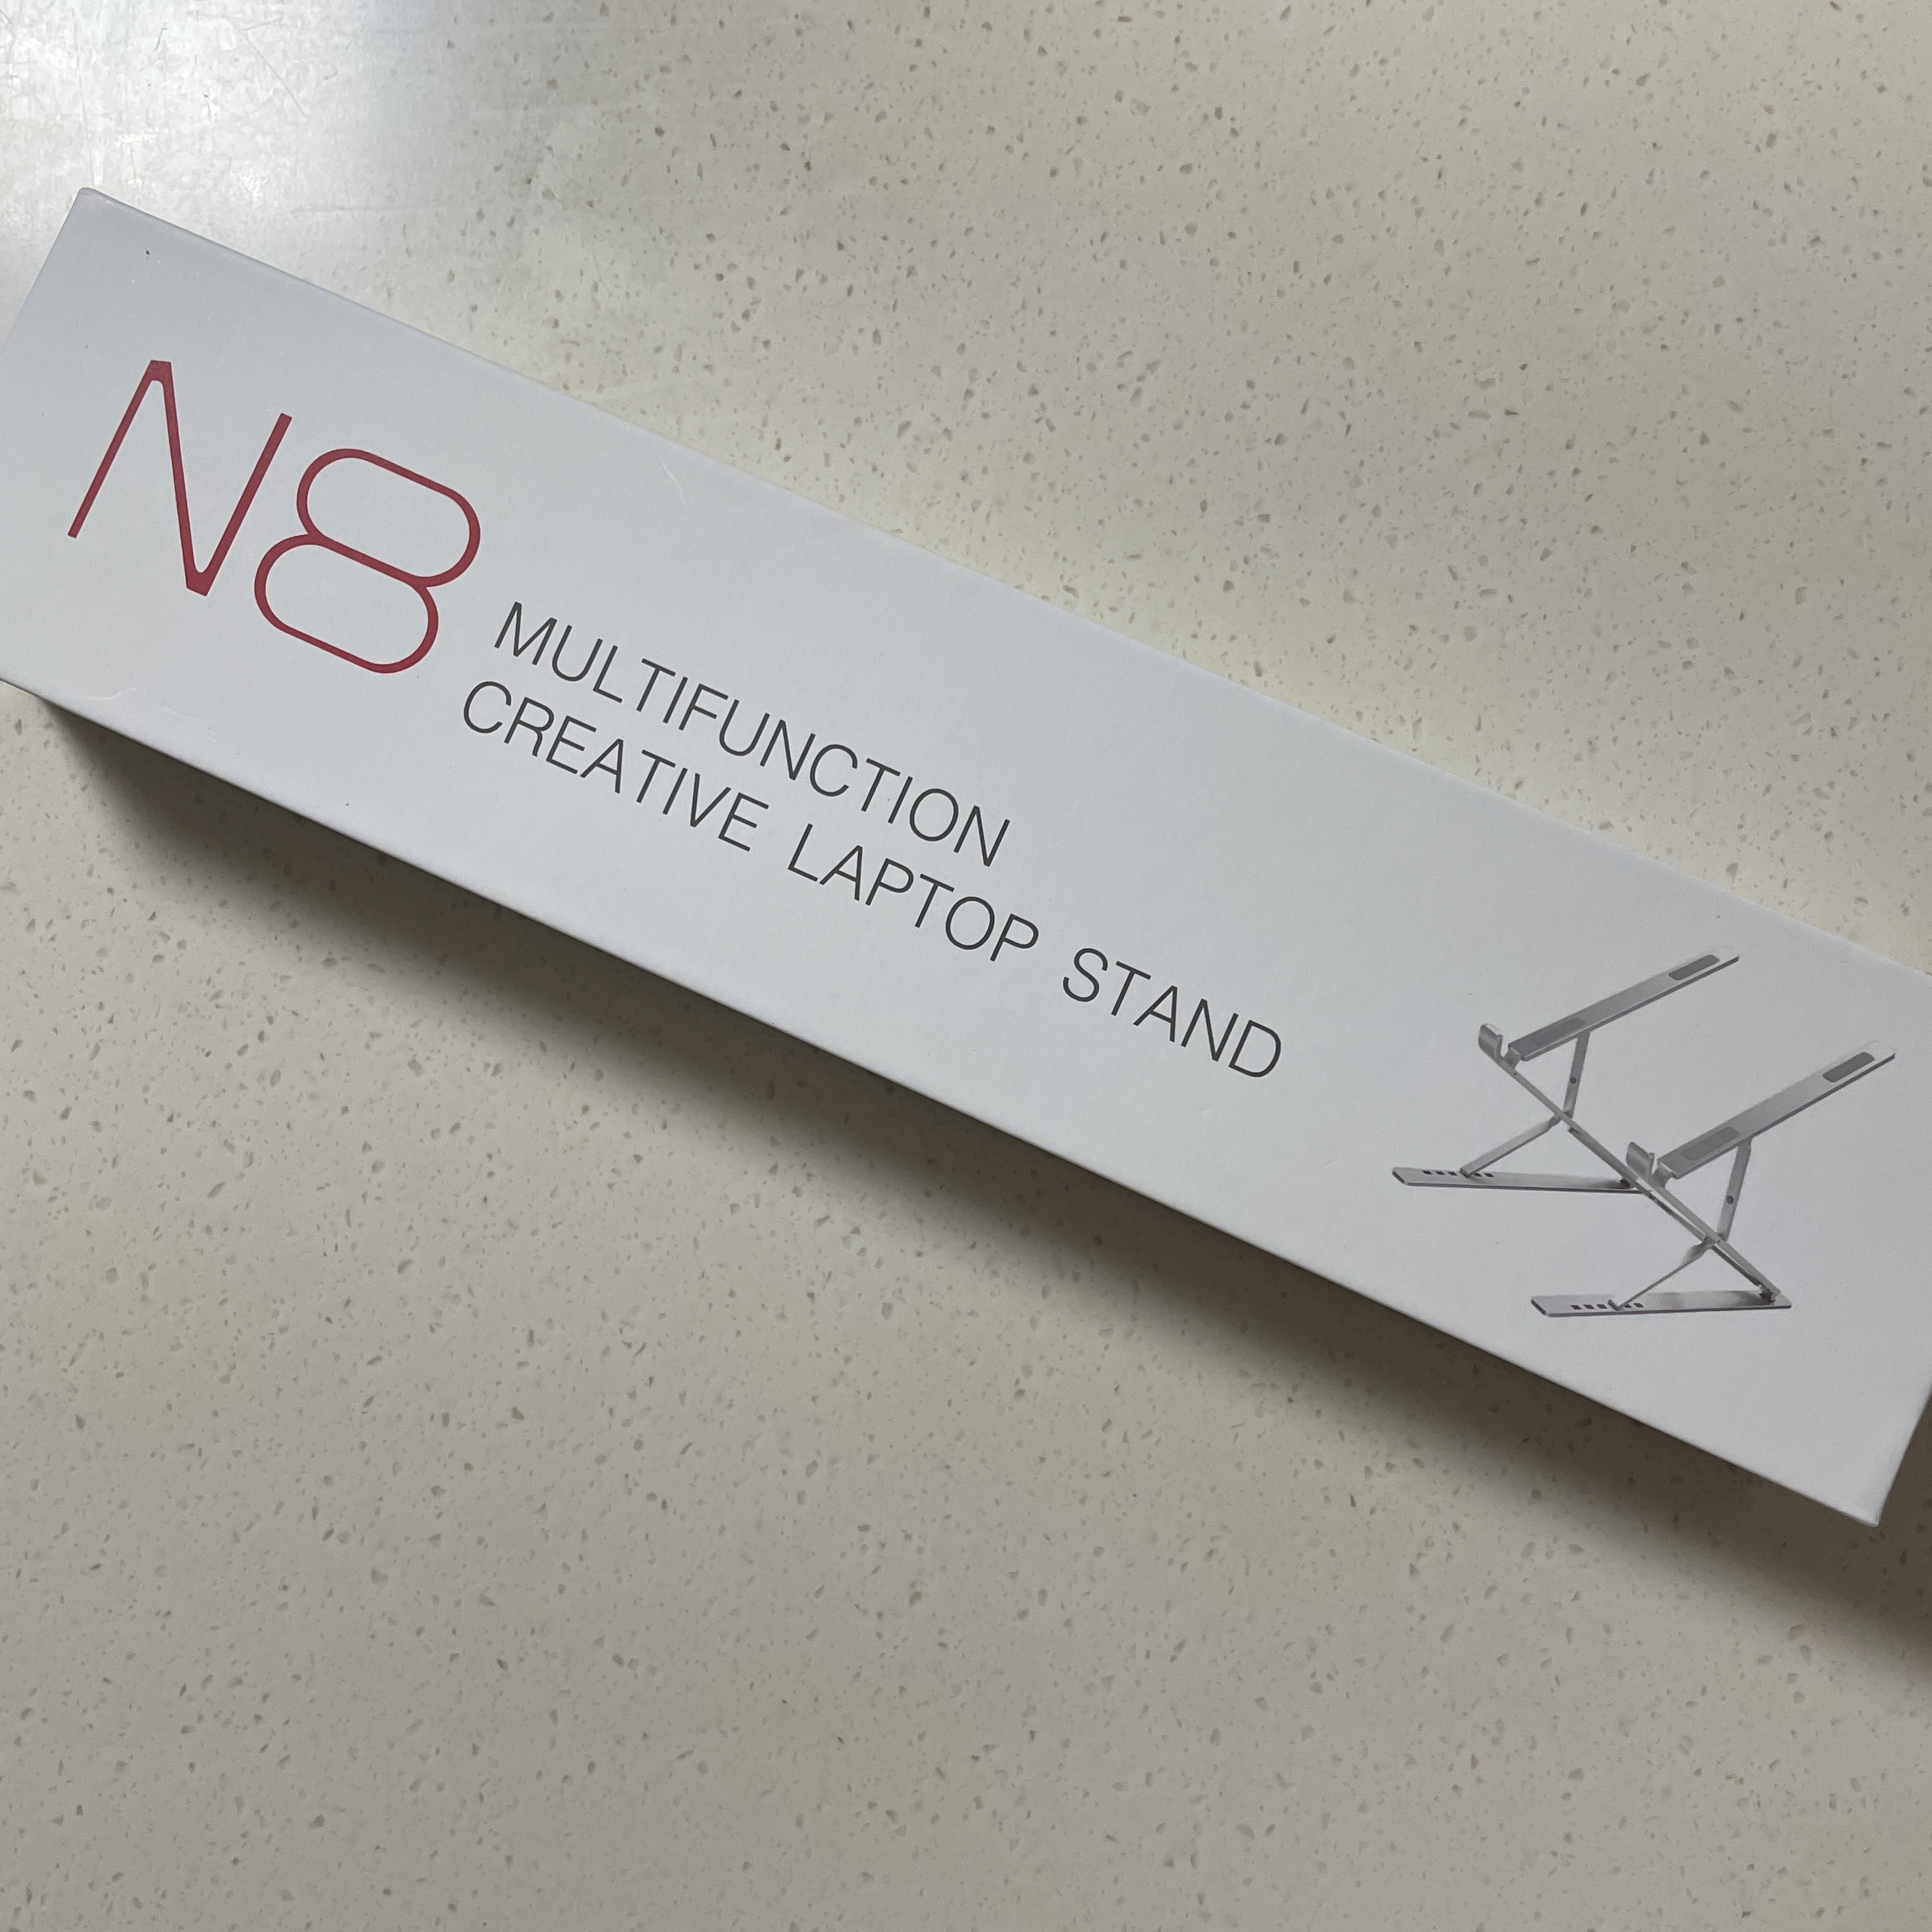 N8
MULTIFUNCTION
CREATIVE LAPTOP STAND